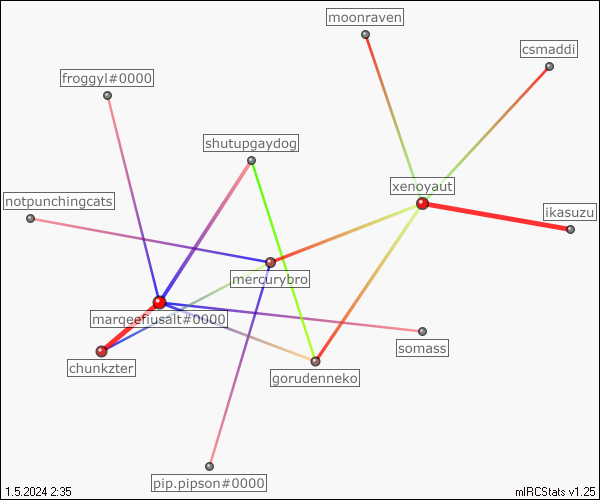 moonraven
csmaddi
froggyl#0000
shutupgaydog
xenoyaut
notpunchingcats
ikasuzu
mercurybro
marqeefiusalt#0000
somass
chunkzter
gorudenneko
pip.pipson#0000
1.5.2024 2:35
mIRCStats v1.25